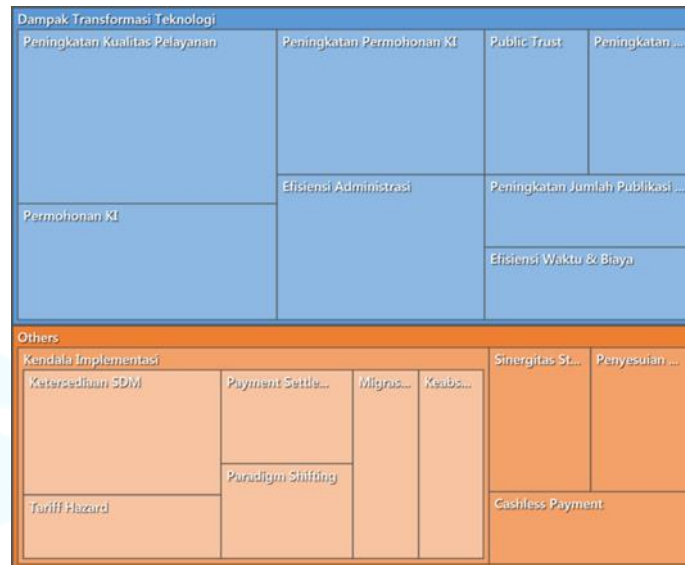 Dampak Transformasi Teknologi
Peningkatan Kualitas Pelayanan
Peningkatan Permohonan KI
Public Trust
Peningkatan ...
Permohonan KI
Efisiensi Administrasi
Peningkatan Jumlah Publikasi ...
Efisiensi Waktu & Biaya
Others
Kendala Implementasi
Ketersediaan SDM
Payment Settle...
Migras...
Keabs...
Tariff Hazard
Paradigm Shifting
Sinergitas St...
Penyesuian ...
Cashless Payment